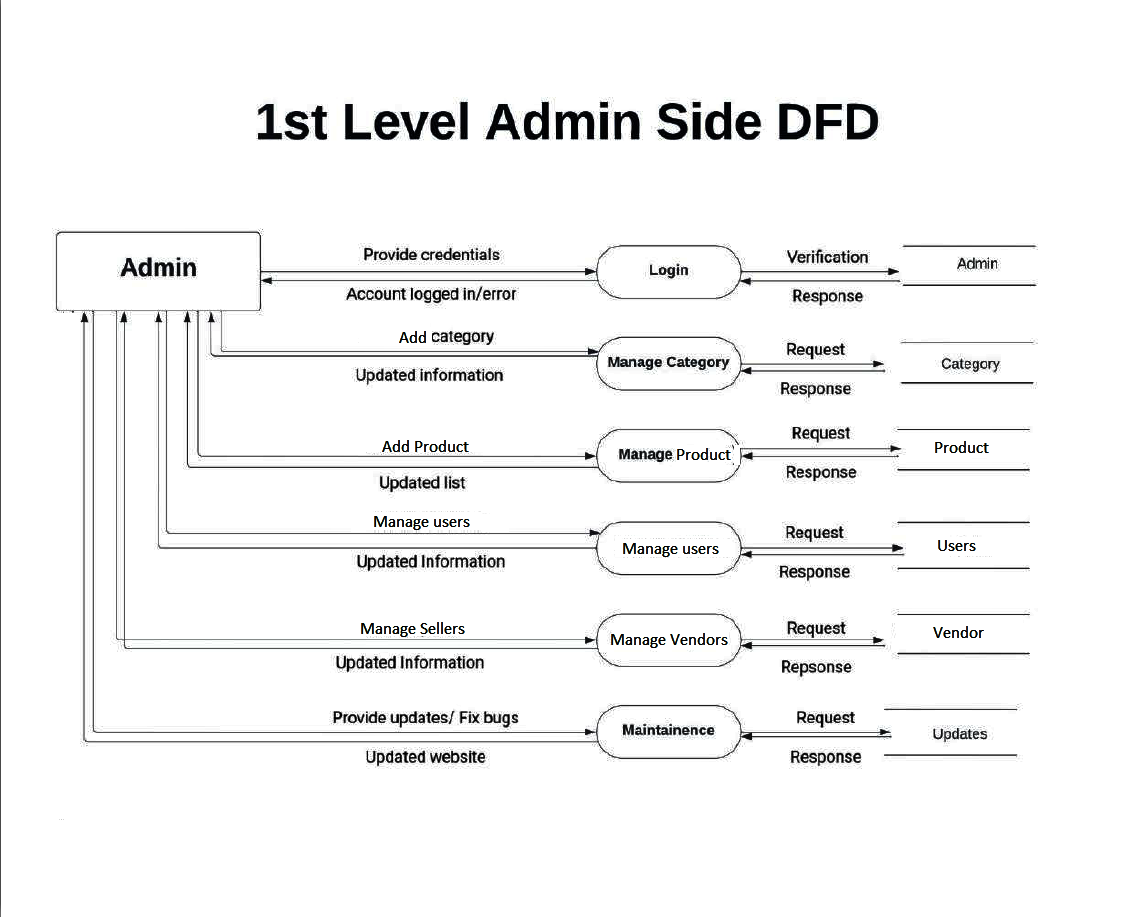 1st Level Admin Side DFD
Admin
Provide credentials
Account logged in/error
Login
Verification
Response
Admin
Add category
Updated information
Manage Category
Request
Response
Category
Add Product
Updated list
Manage Product
Request
Response
Product
Manage users
Updated Information
Manage users
Request
Response
Users
Manage Sellers
Updated Information
Manage Vendors
Request
Repsonse
Vendor
Provide updates/ Fix bugs
Updated website
Maintainence
Request
Response
Updates